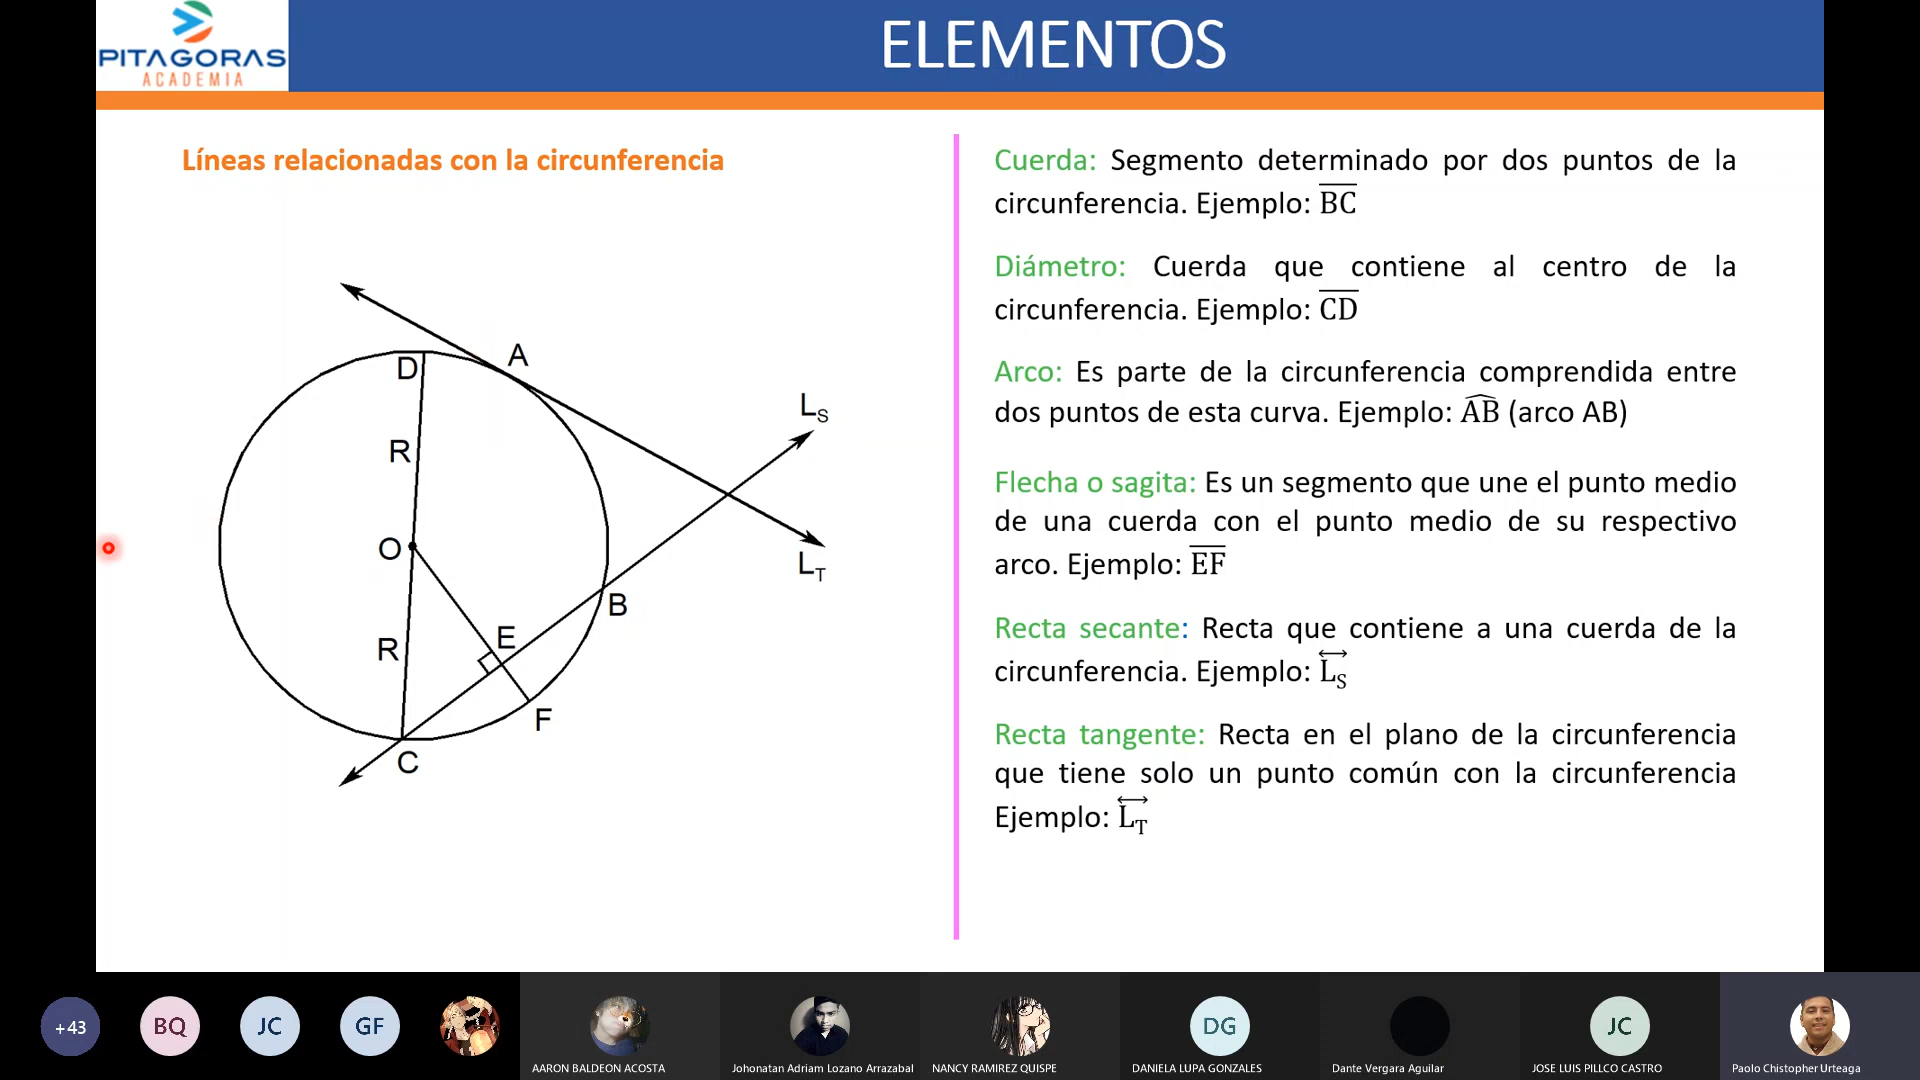 PITAGORAS
ACADEMIA
ELEMENTOS
Líneas relacionadas con la circunferencia
D
A
L_S
R
O
L_T
B
E
R
F
C
Cuerda: Segmento determinado por dos puntos de la
circunferencia. Ejemplo: B̅C̅
Diámetro: Cuerda que contiene al centro de la
circunferencia. Ejemplo: C̅D̅
Arco: Es parte de la circunferencia comprendida entre
dos puntos de esta curva. Ejemplo: A͡B (arco AB)
Flecha o sagita: Es un segmento que une el punto medio
de una cuerda con el punto medio de su respectivo
arco. Ejemplo: E̅F̅
Recta secante: Recta que contiene a una cuerda de la
circunferencia. Ejemplo: L⃡_S
Recta tangente: Recta en el plano de la circunferencia
que tiene solo un punto común con la circunferencia
Ejemplo: L⃡_T
+43
BQ
JC
GF
AARON BALDEON ACOSTA
Johonatan Adriam Lozano Arrazabal
NANCY RAMIREZ QUISPE
DG
DANIELA LUPA GONZALES
Dante Vergara Aguilar
JC
JOSE LUIS PILLCO CASTRO
Paolo Chistopher Urteaga